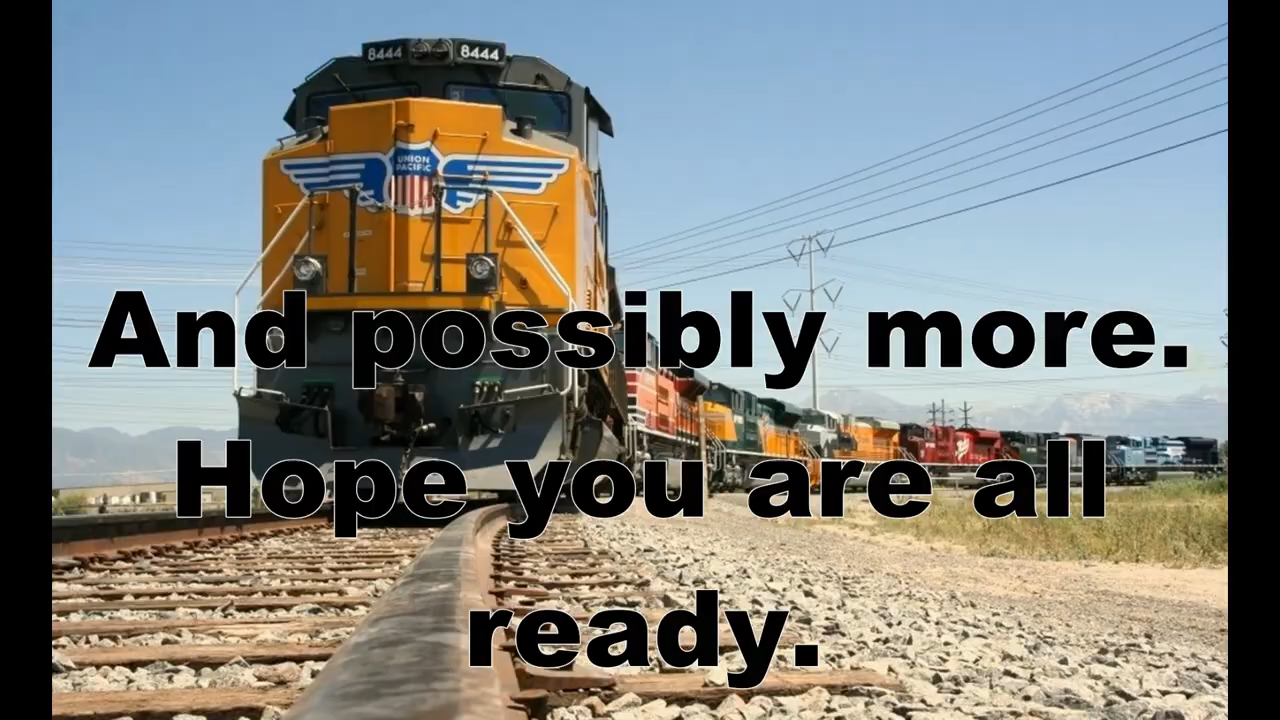 8444 8444
UNION
PACIFIC
And possibly more.
Hope you are all
ready.